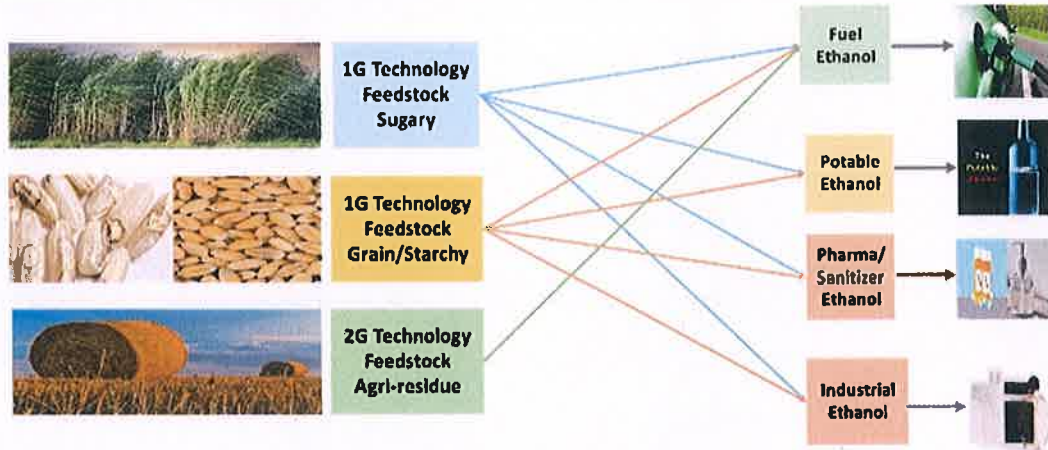 1G Technology
Feedstock
Sugary
1G Technology
Feedstock
Grain/Starchy
2G Technology
Feedstock
Agri-residue
Fuel
Ethanol
Potable
Ethanol
Pharma/
Sanitizer
Ethanol
Industrial
Ethanol